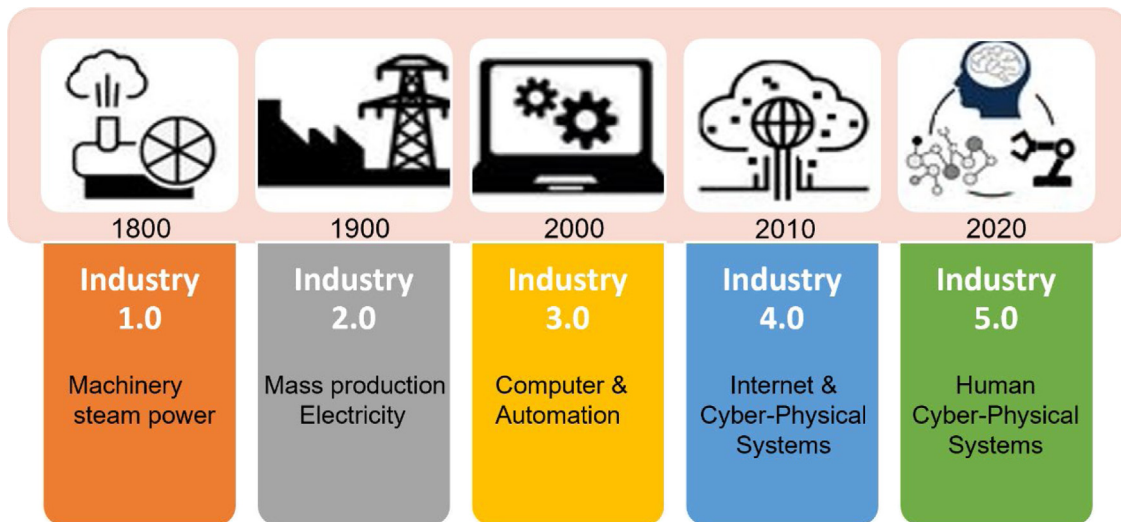 1800
1900
2000
2010
2020
Industry
1.0
Machinery
steam power
Industry
2.0
Mass production
Electricity
Industry
3.0
Computer &
Automation
Industry
4.0
Internet &
Cyber-Physical
Systems
Industry
5.0
Human
Cyber-Physical
Systems